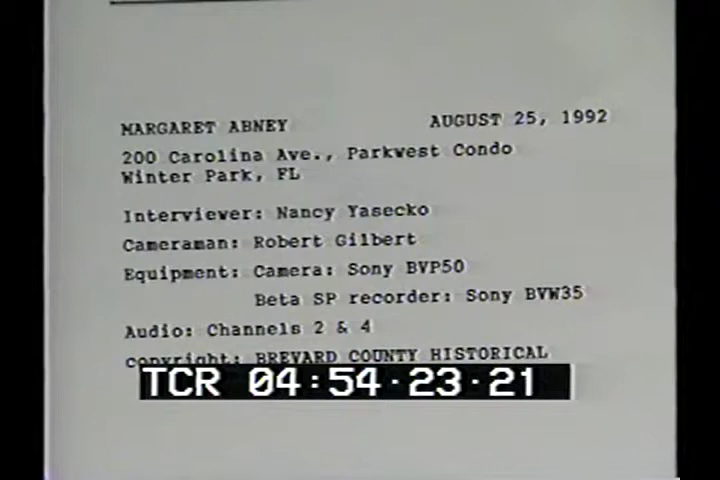 MARGARET ABNEY AUGUST 25, 1992
200 Carolina Ave., Parkwest Condo
Winter Park, FL
Interviewer: Nancy Yasecko
Cameraman: Robert Gilbert
Equipment: Camera: Sony BVP50
Beta SP recorder: Sony BVW35
Audio: Channels 2 & 4
copyright: BREVARD COUNTY HISTORICAL
TCR 04:54·23·21